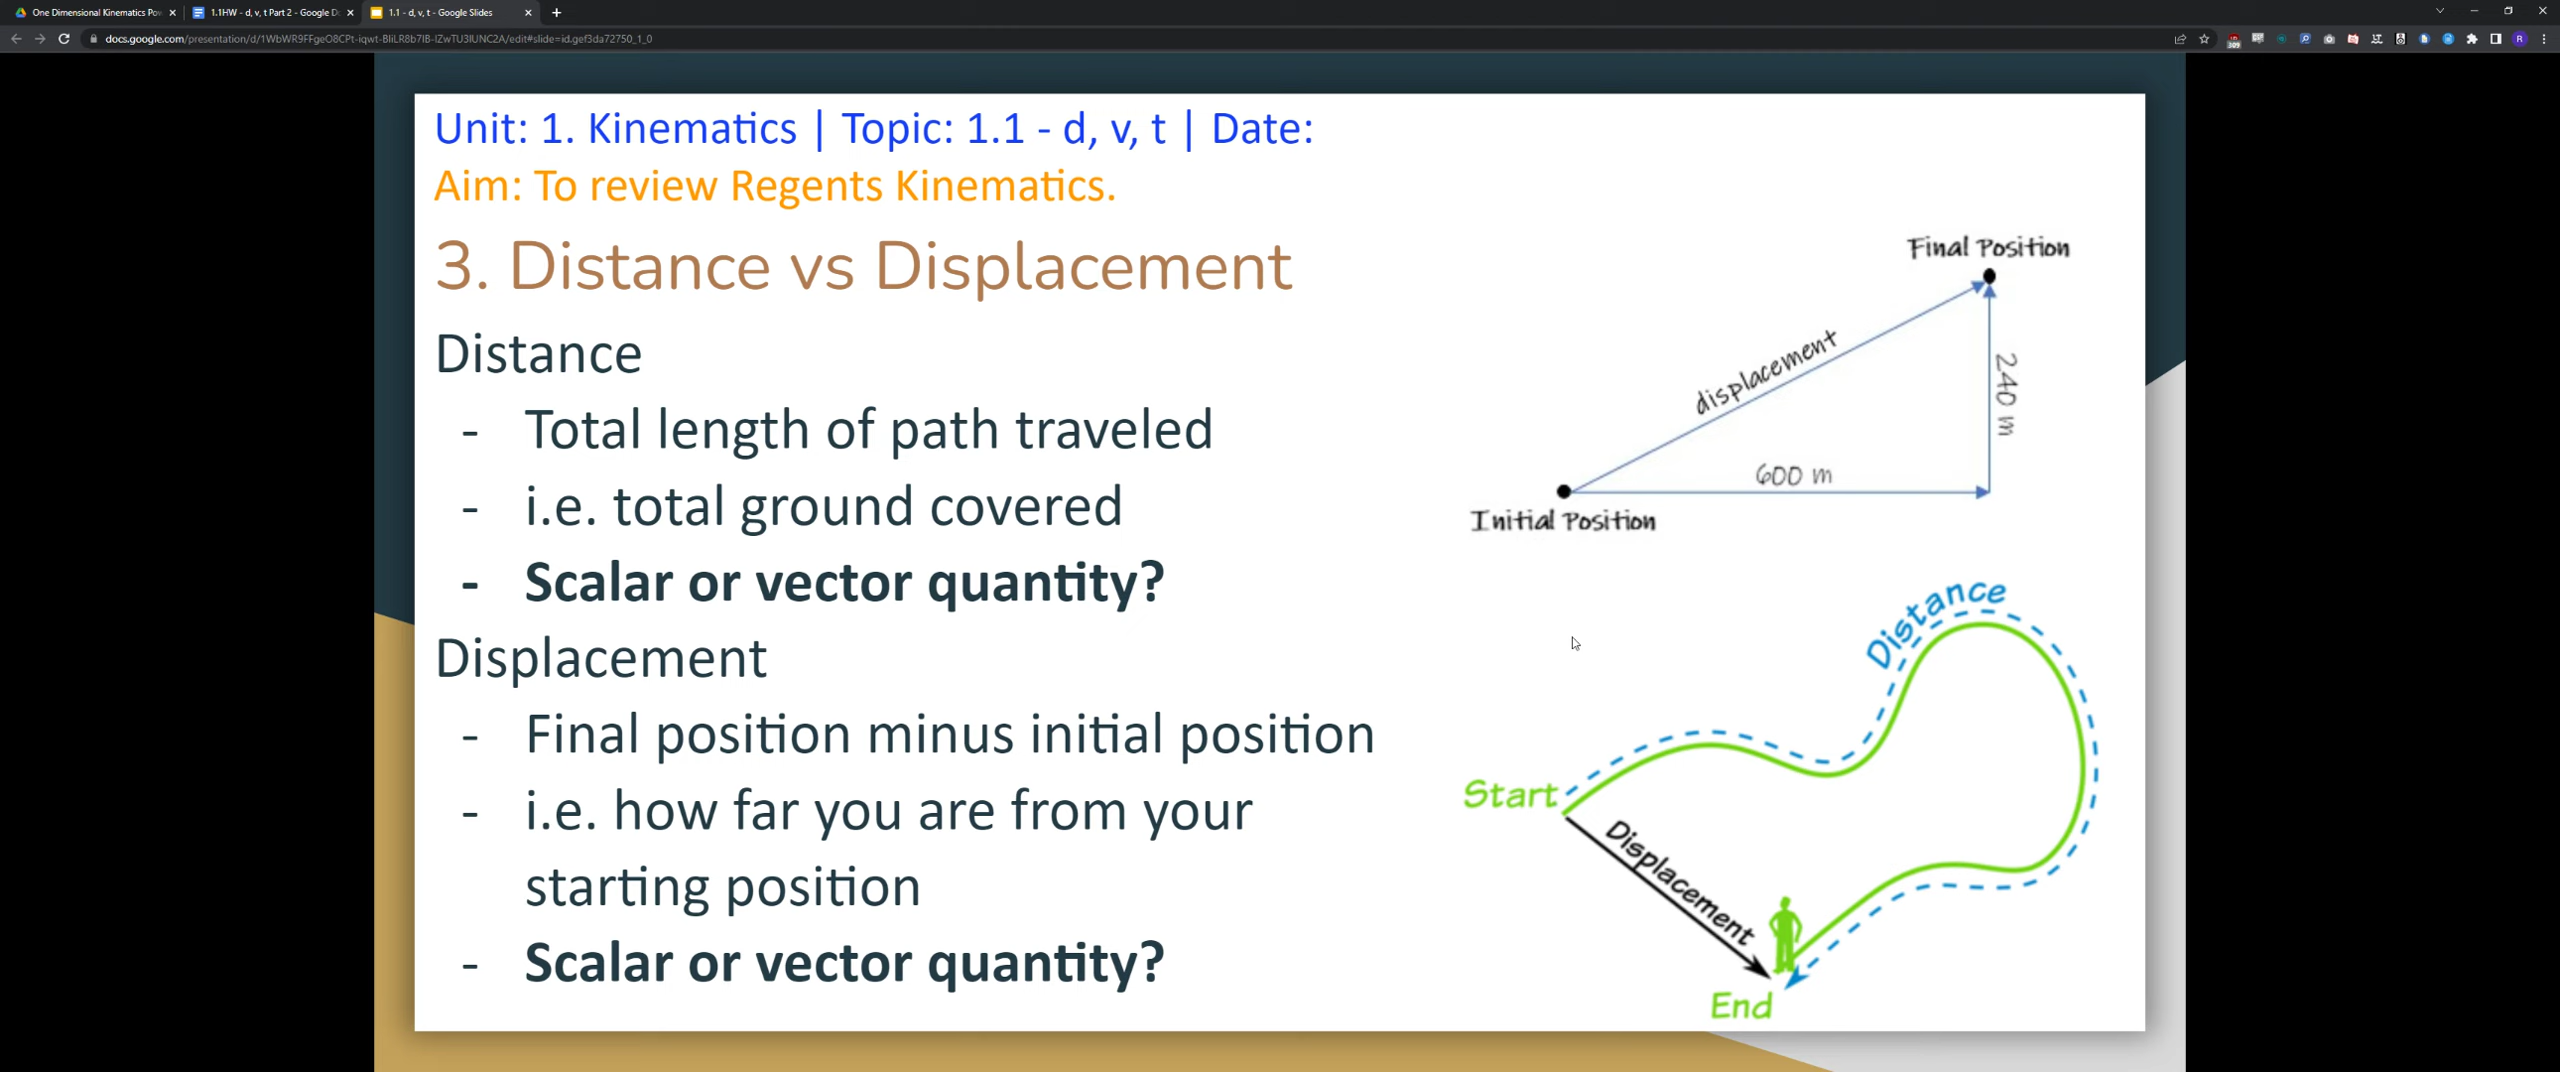 One Dimensional Kinematics Pow
1.1HW - d, v, t Part 2 - Google D
1.1 - d, v, t - Google Slides
docs.google.com/presentation/d/1WbWR9FFgeO8CPt-iqwt-BIiLR8b7IB-IZwTU3IUNC2A/edit#slide=id.gef3da72750_1_0
309
R
Unit: 1. Kinematics | Topic: 1.1 - d, v, t | Date:
Aim: To review Regents Kinematics.
3. Distance vs Displacement
Distance
- Total length of path traveled
- i.e. total ground covered
- Scalar or vector quantity?
Displacement
- Final position minus initial position
- i.e. how far you are from your
starting position
- Scalar or vector quantity?
Final Position
displacement
240 m
600 m
Initial Position
Distance
Start
Displacement
End